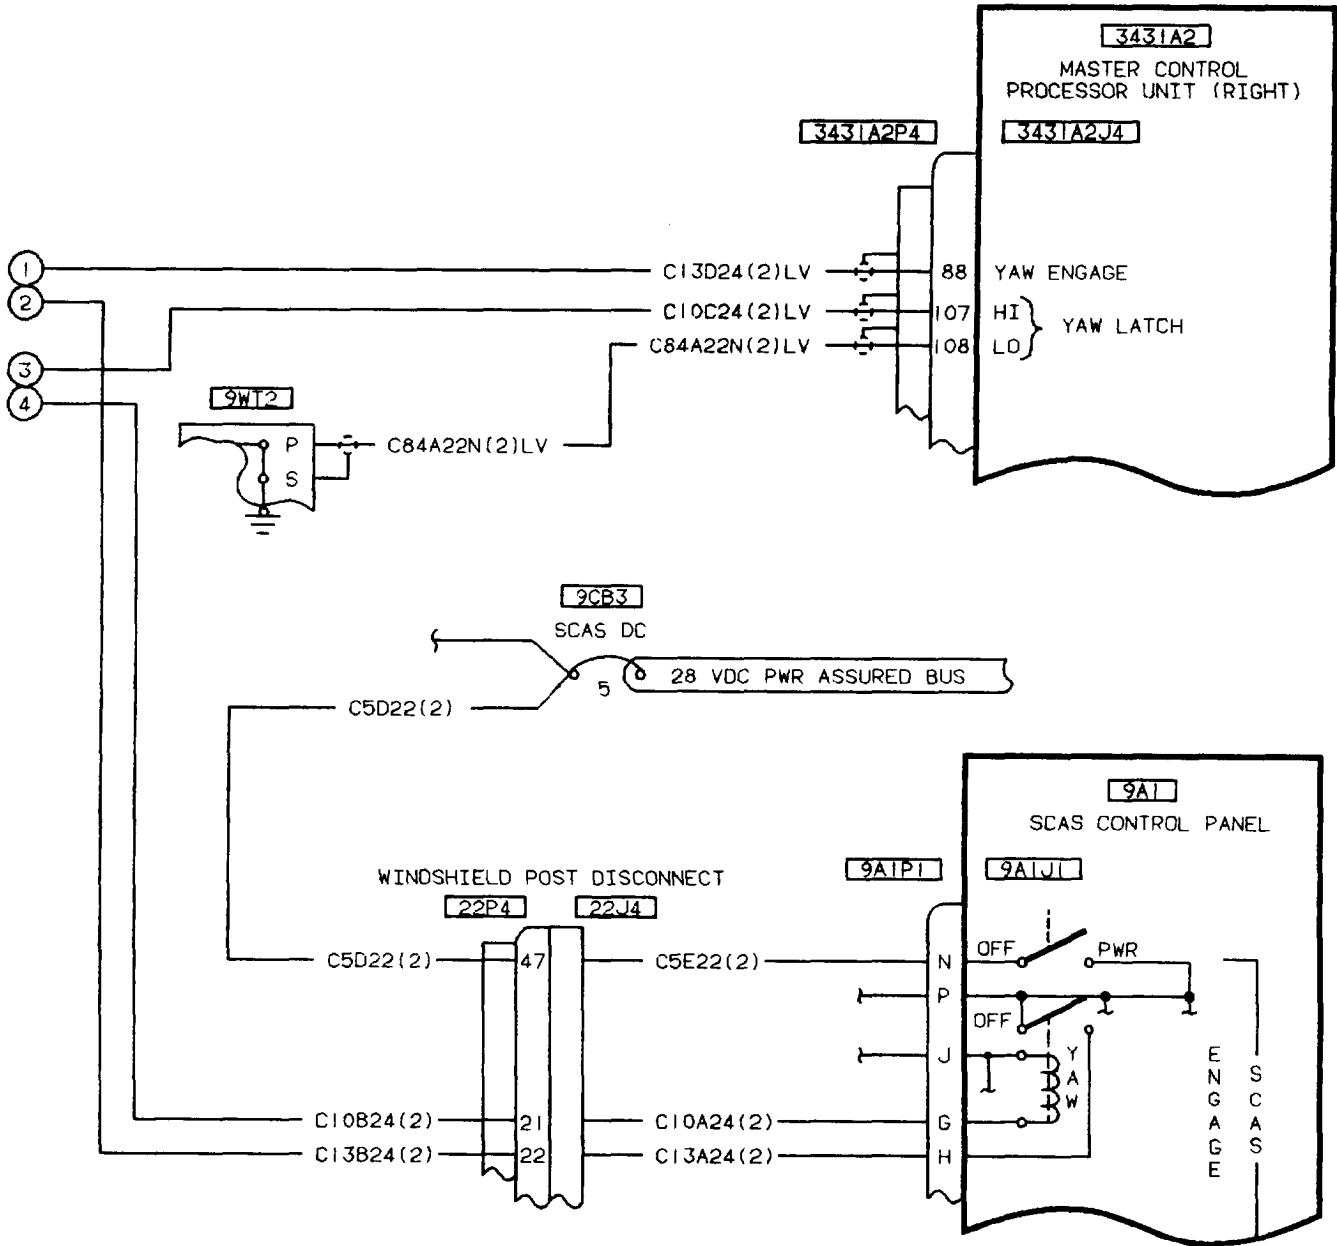 3431A2
MASTER CONTROL
PROCESSOR UNIT (RIGHT)
3431A2P4
3431A2J4
1
C13D24(2)LV
88
YAW ENGAGE
2
C10C24(2)LV
107
HI
YAW LATCH
C84A22N(2)LV
108
LO
3
4
9WT2
P
C84A22N(2)LV
S
9CB3
SCAS DC
5
28 VDC PWR ASSURED BUS
C5D22(2)
9A1
SCAS CONTROL PANEL
WINDSHIELD POST DISCONNECT
9A1P1
9A1J1
22P4
22J4
C5D22(2)
47
C5E22(2)
N
OFF
PWR
P
OFF
J
YAW
ENGAGE
SCAS
C10B24(2)
21
C10A24(2)
G
C13B24(2)
22
C13A24(2)
H